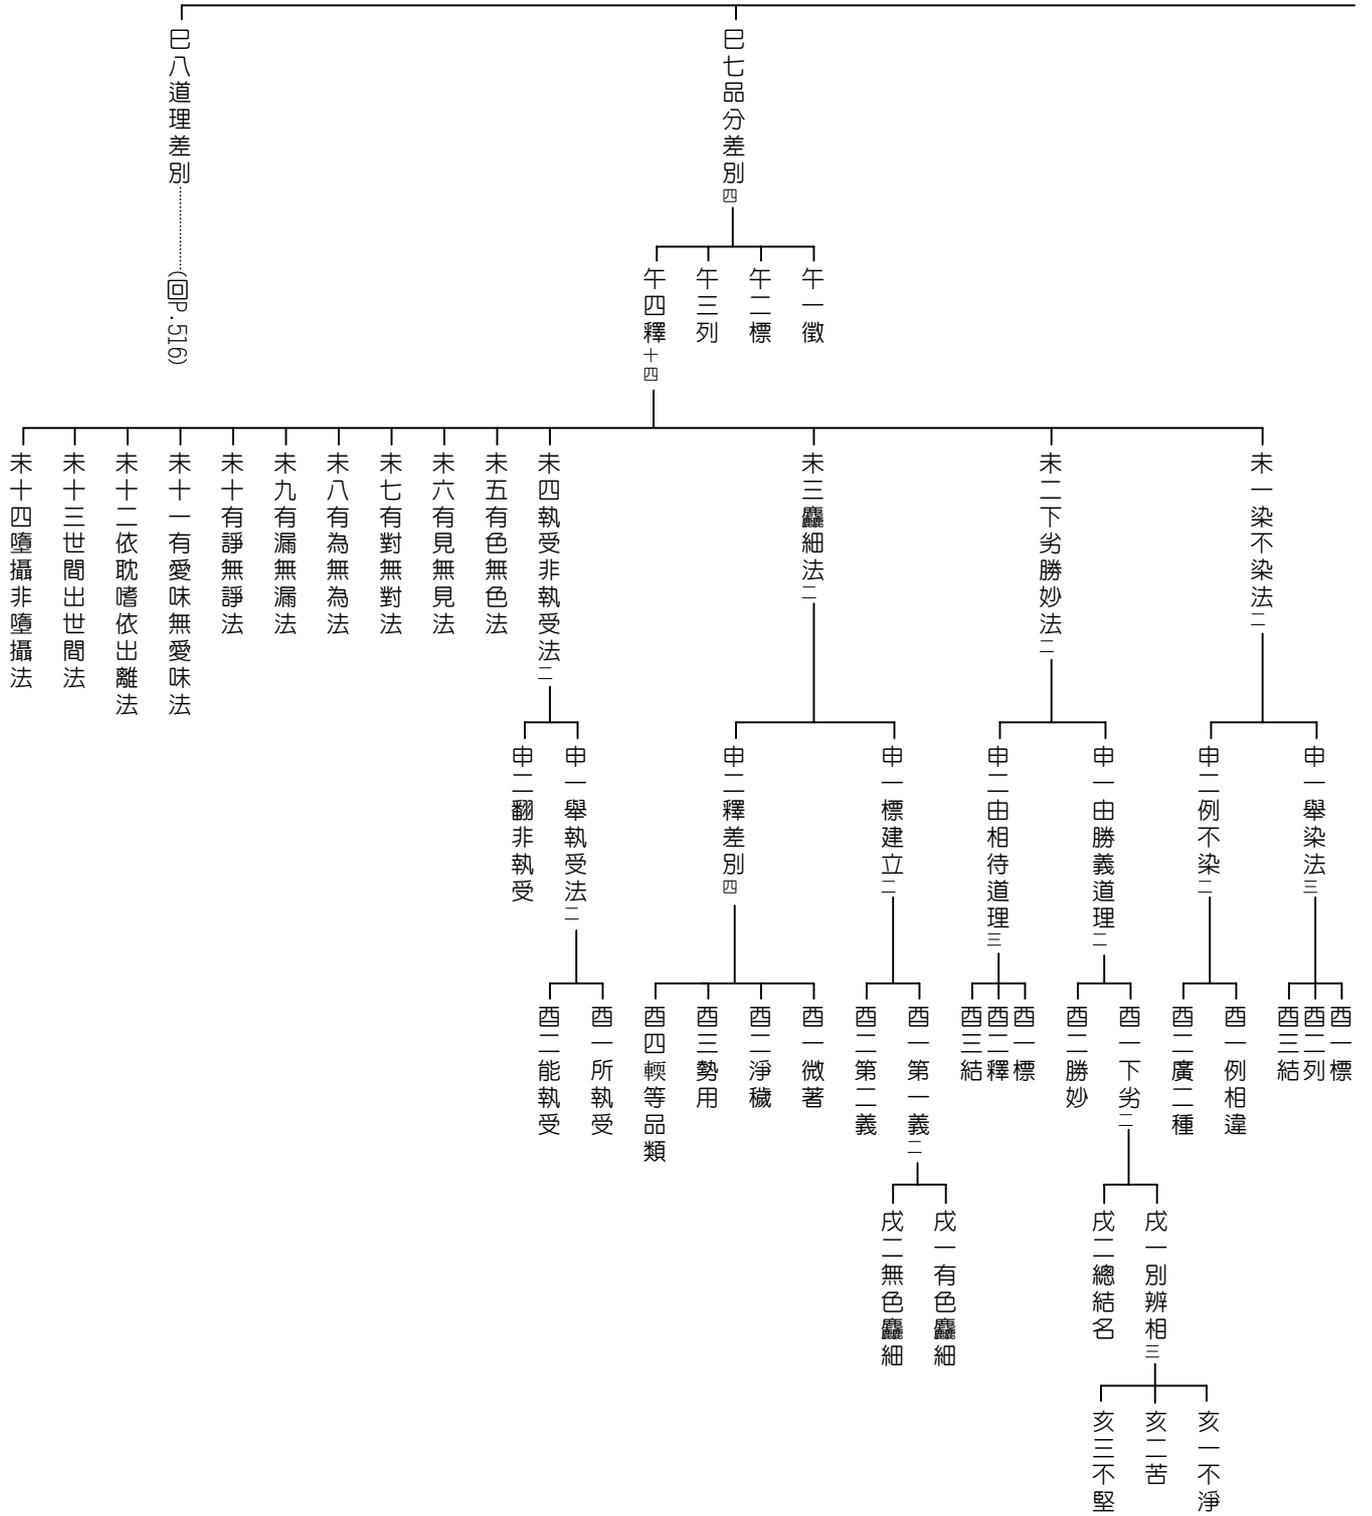 巳七品分差別四
午一徵
午二標
午三列
午四釋十四
未一染不染法二
申一舉染法三
酉一標
酉二列
酉三結
申二例不染二
酉一例相違
酉二廣二種
未二下劣勝妙法二
申一由勝義道理二
酉一下劣二
戌一別辨相三
亥一不淨
亥二苦
亥三不堅
戌二總結名
酉二勝妙
申二由相待道理三
酉一標
酉二釋
酉三結
未三麤細法二
申一標建立二
酉一第一義二
戌一有色麤細
戌二無色麤細
酉二第二義
申二釋差別四
酉一微著
酉二淨穢
酉三勢用
酉四輭等品類
未四執受非執受法二
申一舉執受法二
酉一所執受
酉二能執受
申二翻非執受
未五有色無色法
未六有見無見法
未七有對無對法
未八有為無為法
未九有漏無漏法
未十有諍無諍法
未十一有愛味無愛味法
未十二依耽嗜依出離法
未十三世間出世間法
未十四墮攝非墮攝法
巳八道理差別…………(回P.516)